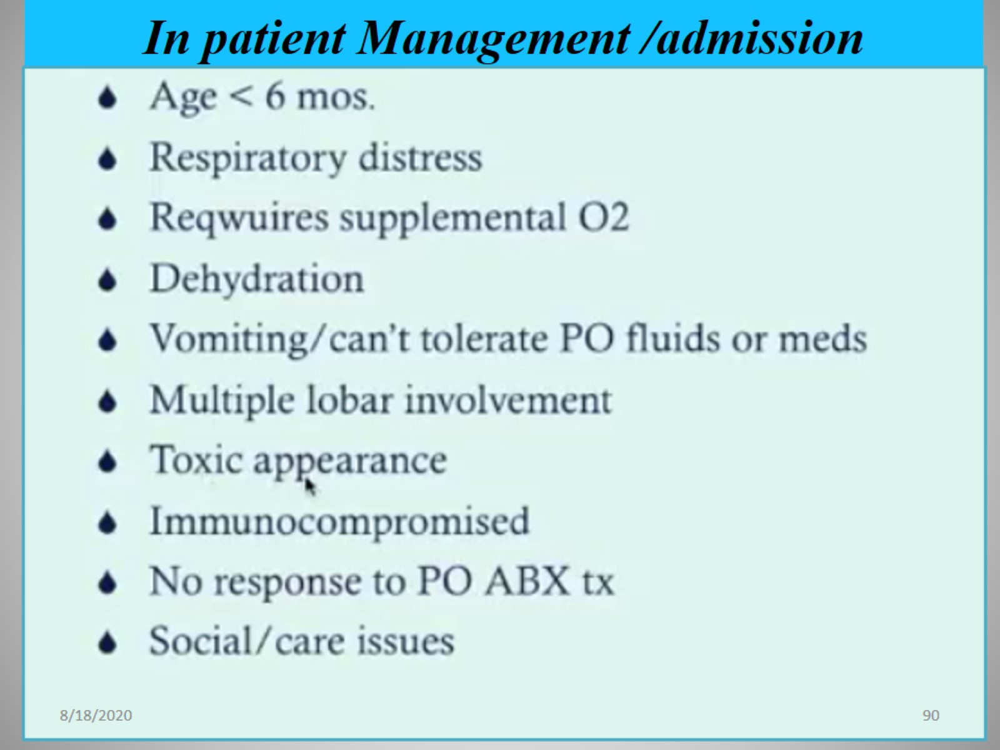 In patient Management /admission
Age < 6 mos.
Respiratory distress
Reqwuires supplemental O2
Dehydration
Vomiting/can't tolerate PO fluids or meds
Multiple lobar involvement
Toxic appearance
Immunocompromised
No response to PO ABX tx
Social/care issues
8/18/2020
90